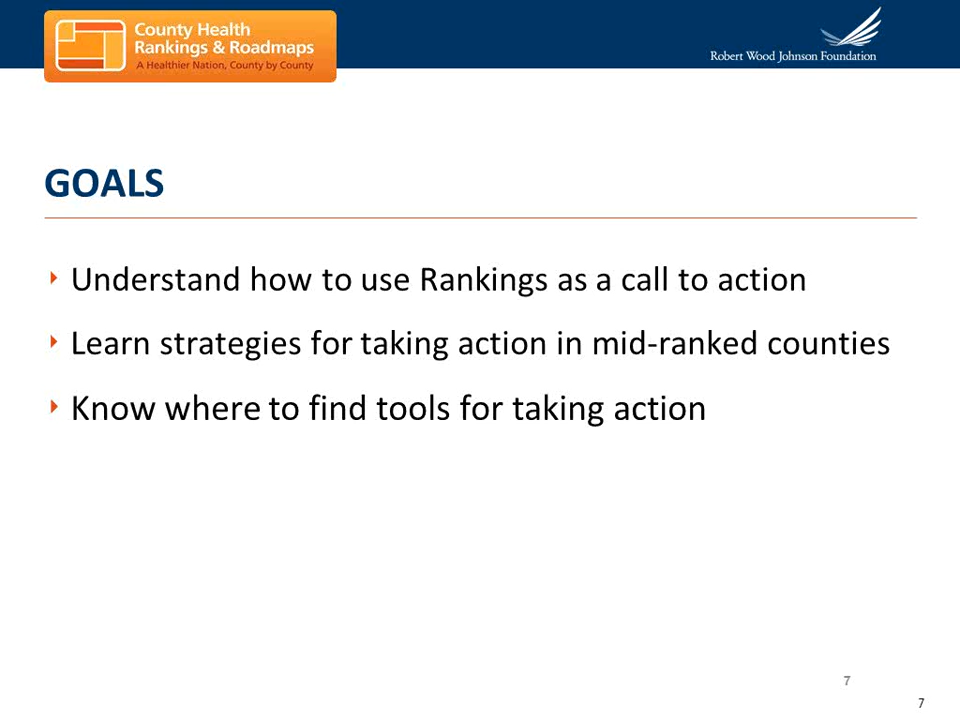 County Health
Rankings & Roadmaps
A Healthier Nation, County by County
Robert Wood Johnson Foundation
GOALS
Understand how to use Rankings as a call to action
Learn strategies for taking action in mid-ranked counties
Know where to find tools for taking action
7
7